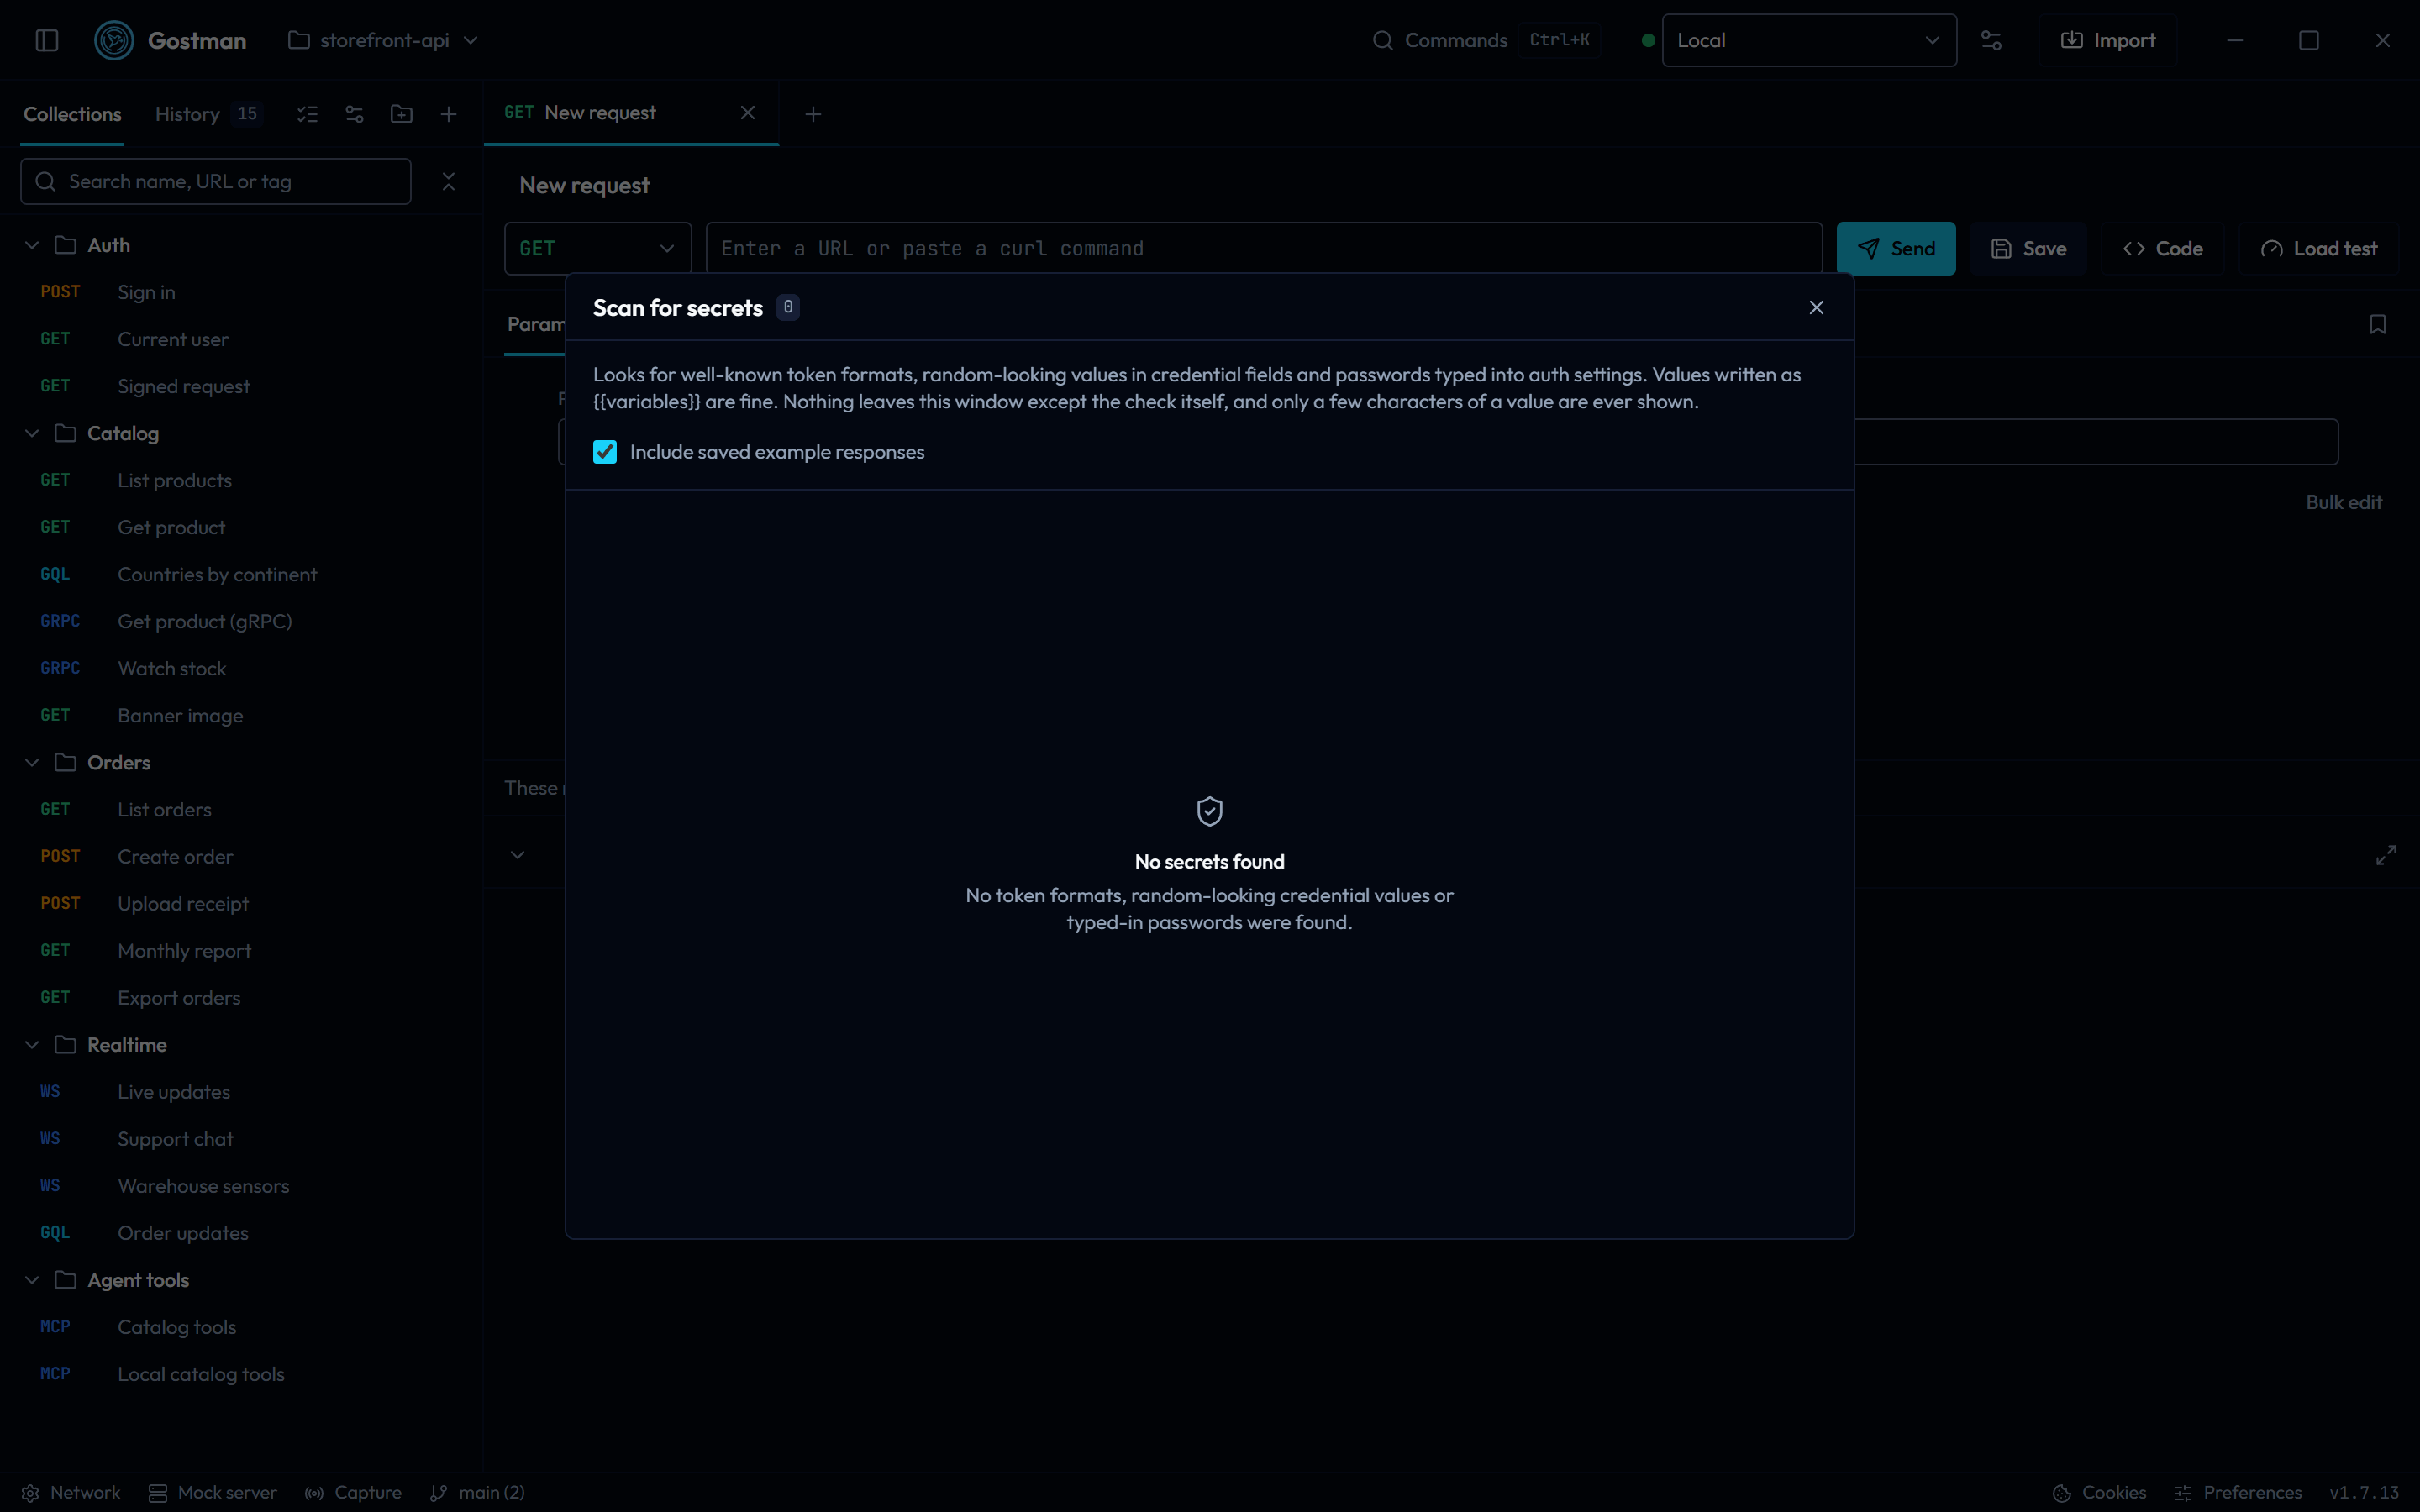 Gostman
storefront-api
Commands Ctrl+K
Local
Import
Collections
History 15
GET New request
Search name, URL or tag
New request
GET
Enter a URL or paste a curl command
Send
Save
Code
Load test
Auth
POST Sign in
GET Current user
GET Signed request
Catalog
GET List products
GET Get product
GQL Countries by continent
GRPC Get product (gRPC)
GRPC Watch stock
GET Banner image
Orders
GET List orders
POST Create order
POST Upload receipt
GET Monthly report
GET Export orders
Realtime
WS Live updates
WS Support chat
WS Warehouse sensors
GQL Order updates
Agent tools
MCP Catalog tools
MCP Local catalog tools
Param
Bulk edit
These
Scan for secrets 0
Looks for well-known token formats, random-looking values in credential fields and passwords typed into auth settings. Values written as
{{variables}} are fine. Nothing leaves this window except the check itself, and only a few characters of a value are ever shown.
Include saved example responses
No secrets found
No token formats, random-looking credential values or
typed-in passwords were found.
Network
Mock server
Capture
main (2)
Cookies
Preferences
v1.7.13